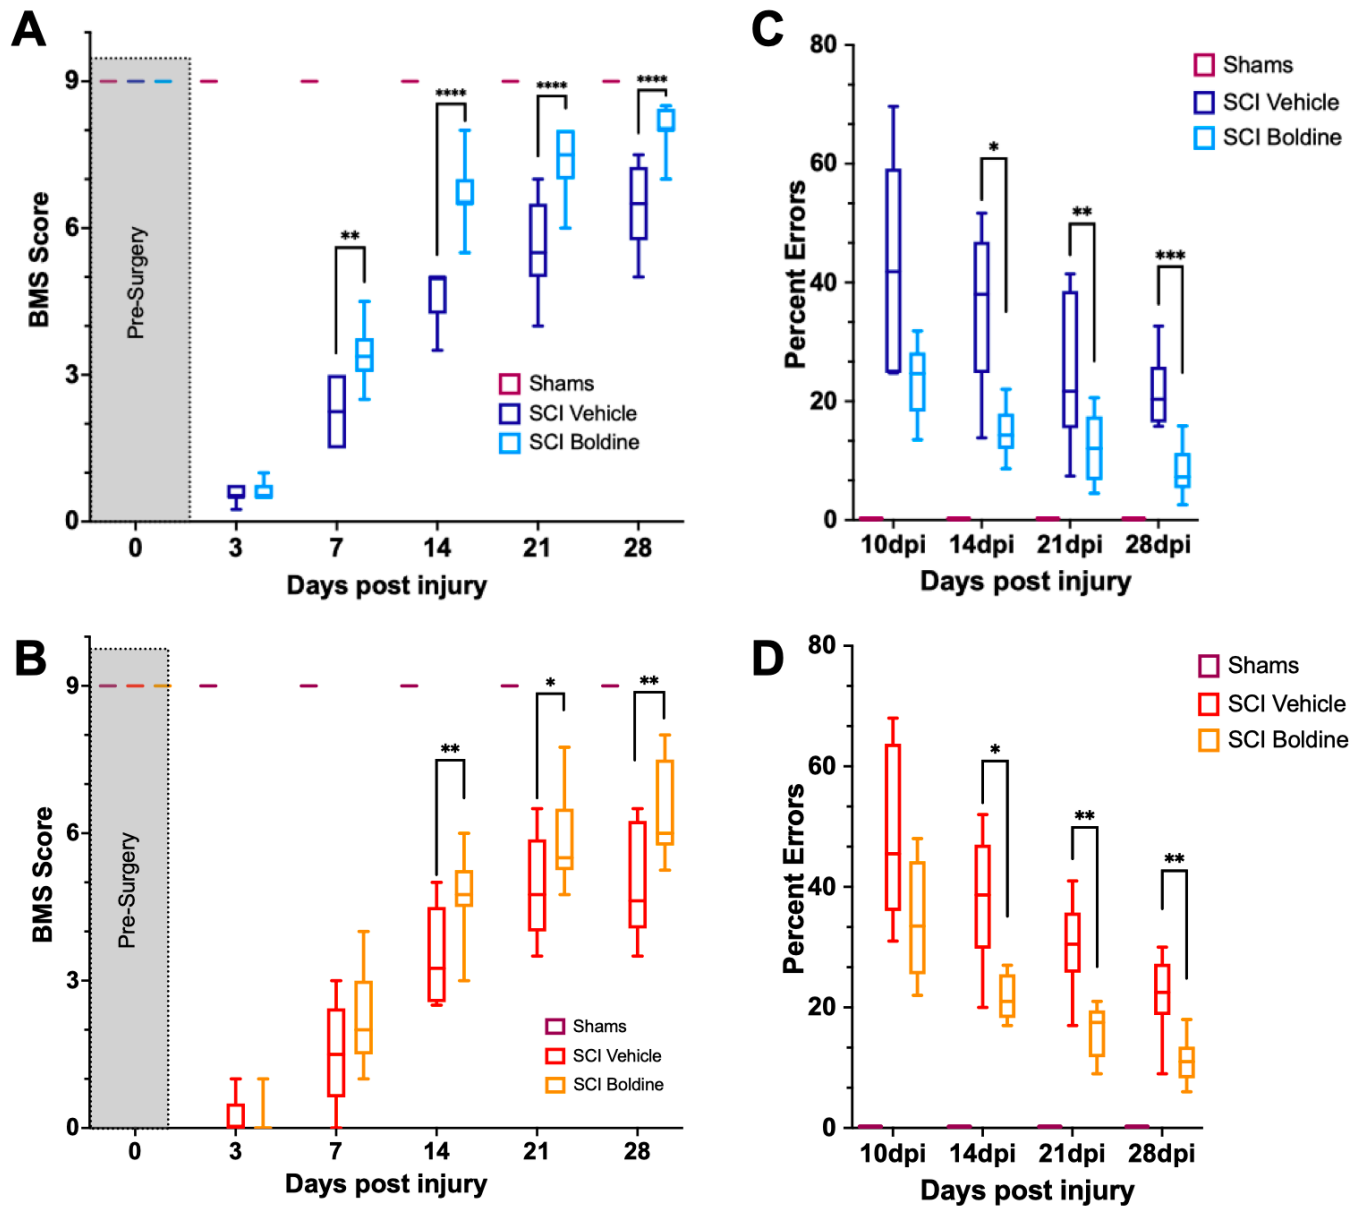 A
BMS Score
9
6
3
0
Pre-Surgery
**
****
****
****
Shams
SCI Vehicle
SCI Boldine
0 3 7 14 21 28
Days post injury
C
Percent Errors
80
60
40
20
0
*
**
***
Shams
SCI Vehicle
SCI Boldine
10dpi 14dpi 21dpi 28dpi
Days post injury
B
BMS Score
9
6
3
0
Pre-Surgery
**
*
**
Shams
SCI Vehicle
SCI Boldine
0 3 7 14 21 28
Days post injury
D
Percent Errors
80
60
40
20
0
*
**
**
Shams
SCI Vehicle
SCI Boldine
10dpi 14dpi 21dpi 28dpi
Days post injury